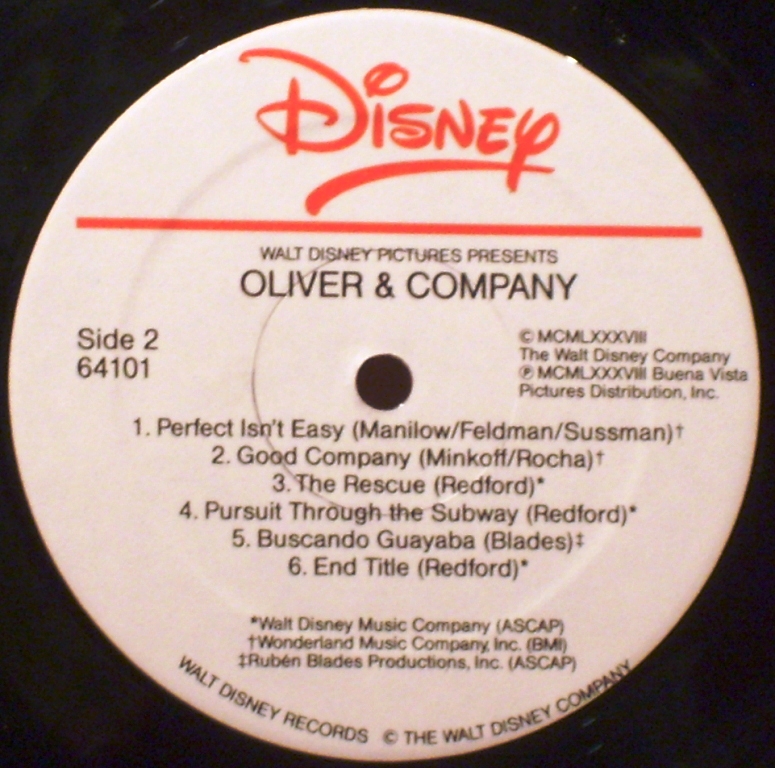 Disney
WALT DISNEY PICTURES PRESENTS
OLIVER & COMPANY
Side 2
64101
© MCMLXXXVIII
The Walt Disney Company
℗ MCMLXXXVIII Buena Vista
Pictures Distribution, Inc.
1. Perfect Isn't Easy (Manilow/Feldman/Sussman)†
2. Good Company (Minkoff/Rocha)†
3. The Rescue (Redford)*
4. Pursuit Through the Subway (Redford)*
5. Buscando Guayaba (Blades)‡
6. End Title (Redford)*
*Walt Disney Music Company (ASCAP)
†Wonderland Music Company, Inc. (BMI)
‡Rubén Blades Productions, Inc. (ASCAP)
WALT DISNEY RECORDS © THE WALT DISNEY COMPANY